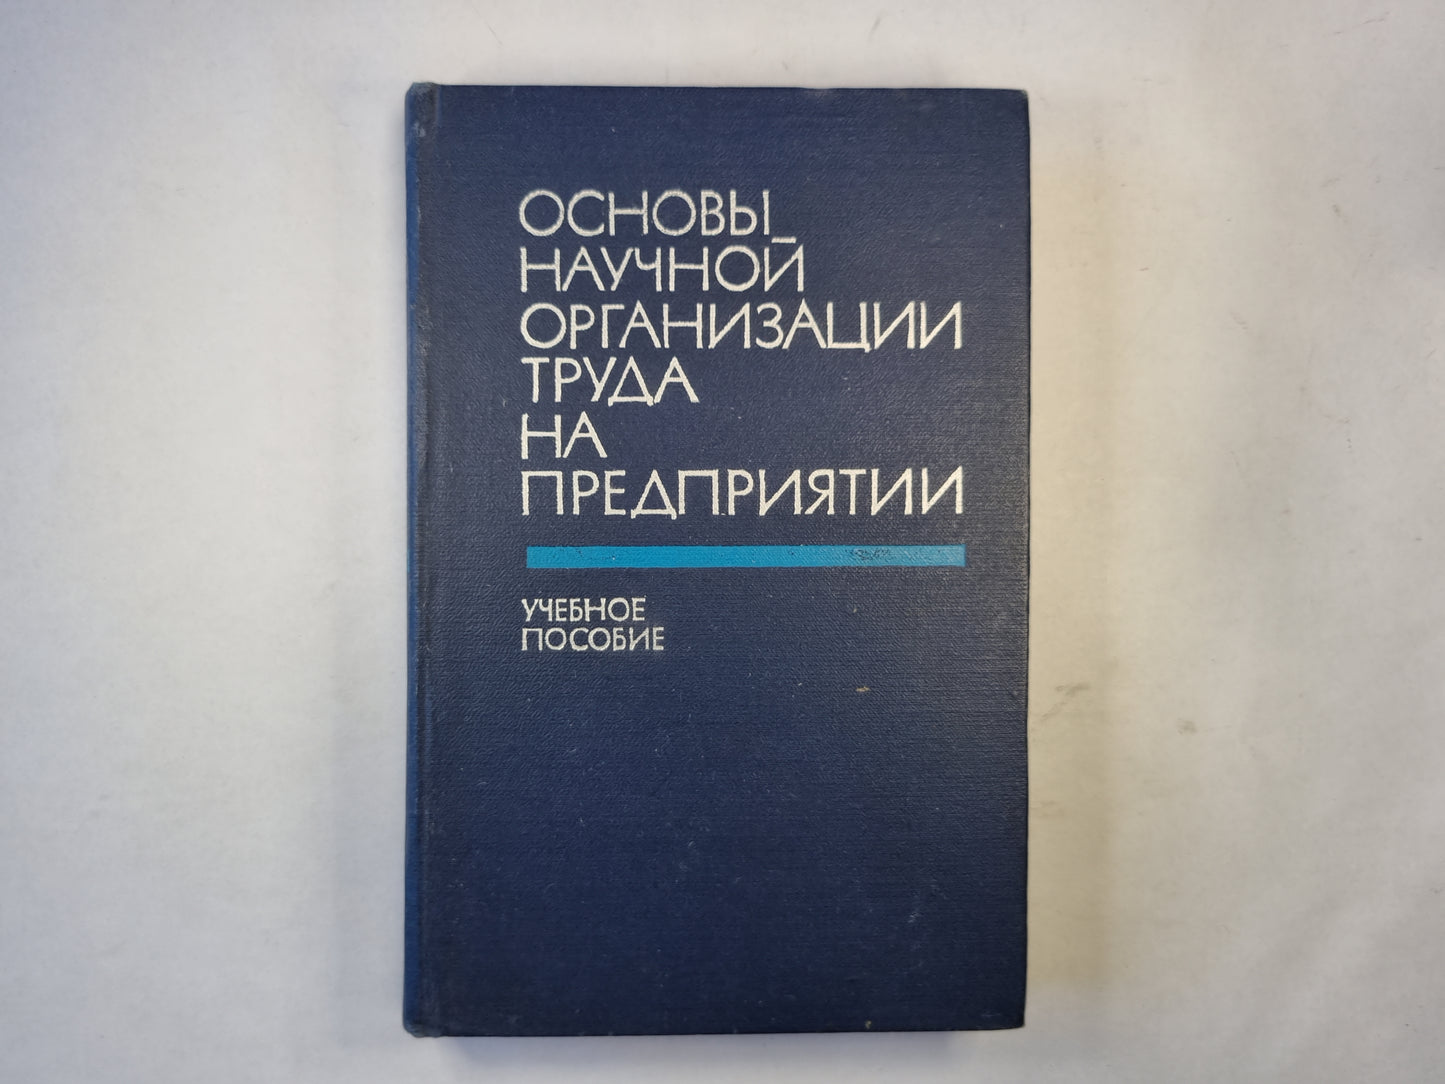 ОСНОВЫ
НАУЧНОЙ
ОРГАНИЗАЦИИ
ТРУДА
НА
ПРЕДПРИЯТИИ
УЧЕБНОЕ
ПОСОБИЕ